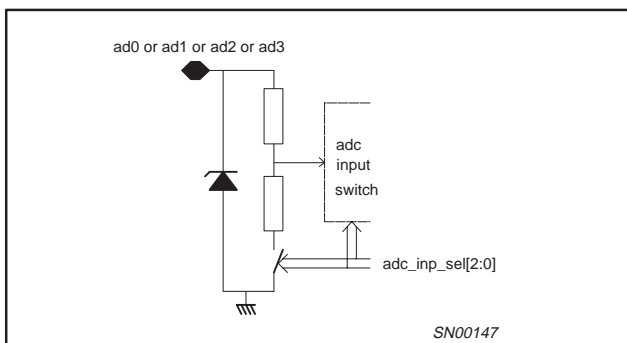 ad0 or ad1 or ad2 or ad3
adc
input
switch
adc_inp_sel[2:0]
SN00147